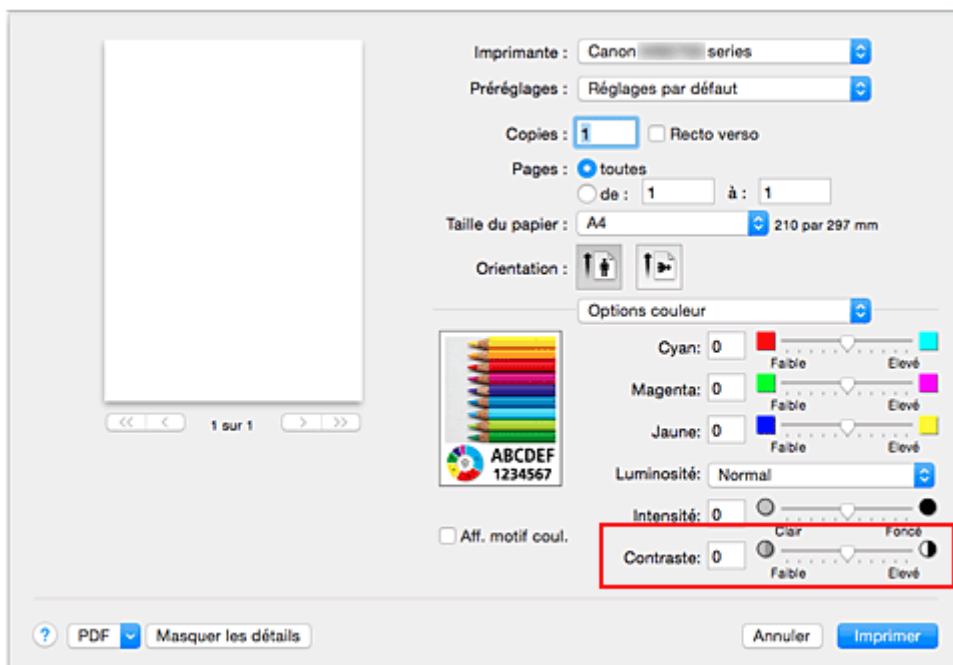 Imprimante : Canon series
Préréglages : Réglages par défaut
Copies : 1 Recto verso
Pages : toutes
de : 1 à : 1
Taille du papier : A4 210 par 297 mm
Orientation :
Options couleur
Cyan: 0
Faible Elevé
Magenta: 0
Faible Elevé
Jaune: 0
Faible Elevé
Luminosité: Normal
Intensité: 0
Clair Foncé
Contraste: 0
Faible Elevé
ABCDEF
1234567
Aff. motif coul.
<< < 1 sur 1 > >>
? PDF Masquer les détails Annuler Imprimer